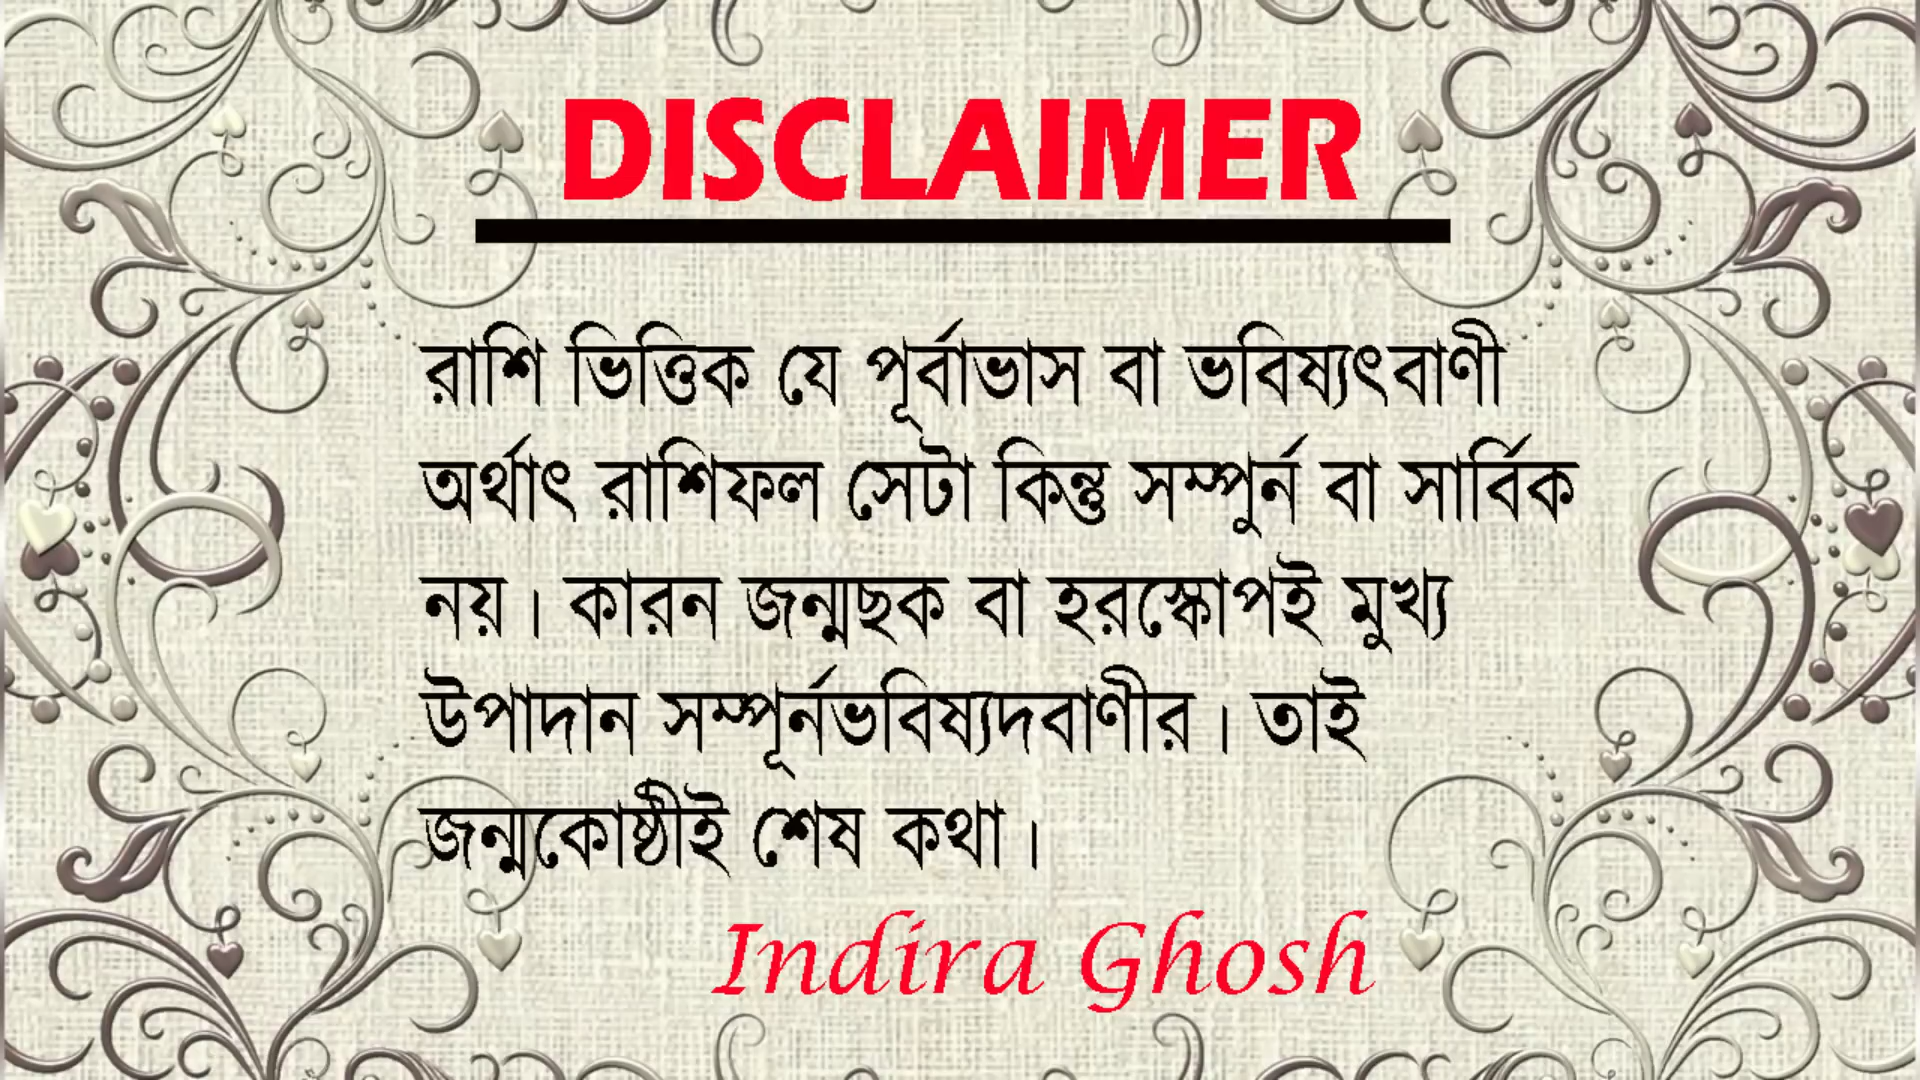 DISCLAIMER
রাশি ভিত্তিক যে পূর্বাভাস বা ভবিষ্যৎবাণী
অর্থাৎ রাশিফল সেটা কিন্তু সম্পুর্ন বা সার্বিক
নয়। কারন জন্মছক বা হরস্কোপই মুখ্য
উপাদান সম্পূর্নভবিষ্যদবাণীর। তাই
জন্মকোষ্ঠীই শেষ কথা।
Indira Ghosh